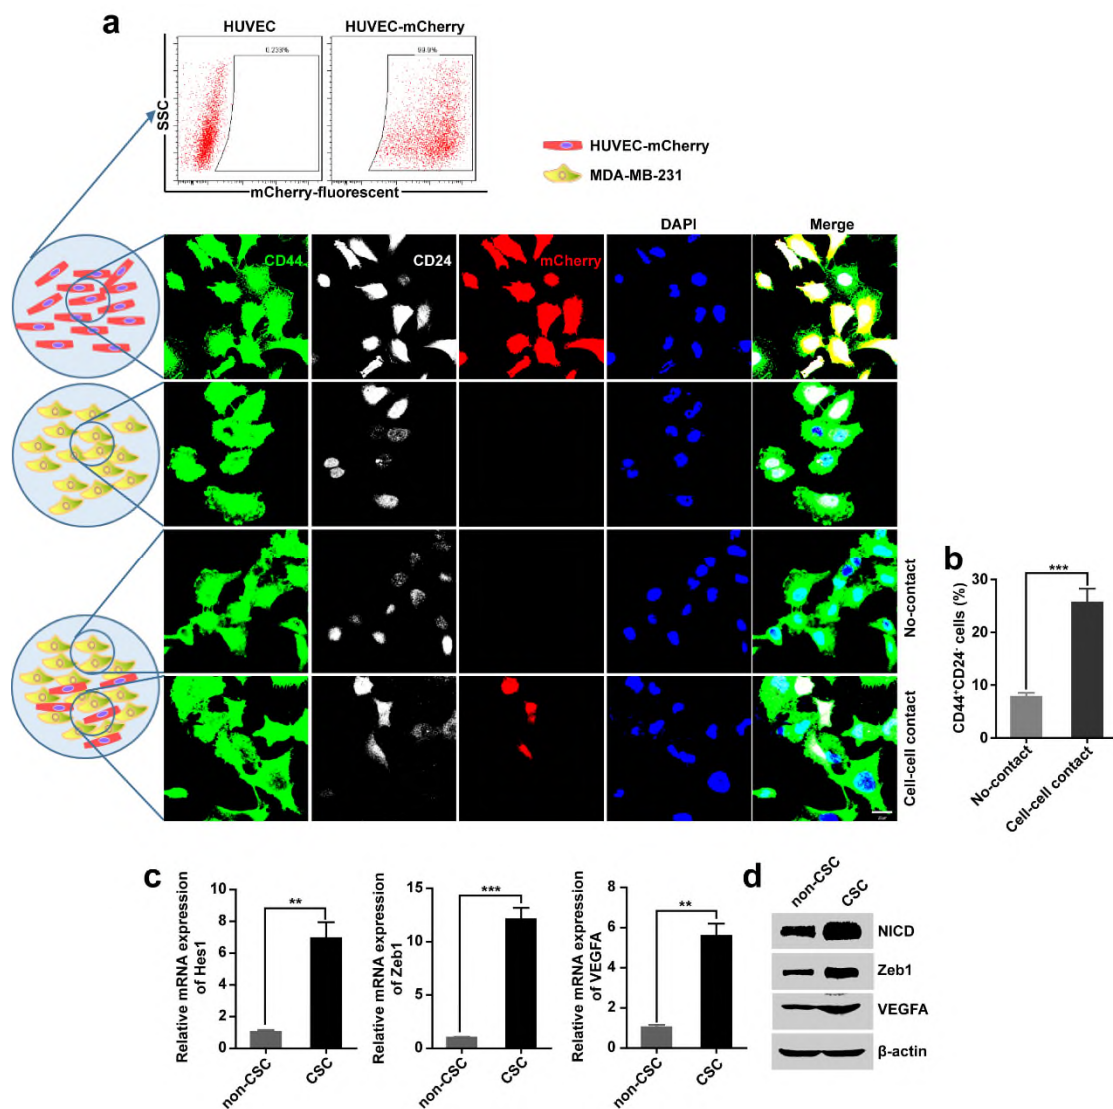 a
HUVEC
HUVEC-mCherry
0.239%
99.9%
SSC
mCherry-fluorescent
HUVEC-mCherry
MDA-MB-231
DAPI
Merge
CD44
CD24
mCherry
No-contact
Cell-cell contact
b
***
30
20
10
0
CD44+CD24- cells (%)
No-contact
Cell-cell contact
c
**
8
6
4
2
0
Relative mRNA expression
of Hes1
non-CSC
CSC
***
15
10
5
0
Relative mRNA expression
of Zeb1
non-CSC
CSC
**
8
6
4
2
0
Relative mRNA expression
of VEGFA
non-CSC
CSC
d
non-CSC
CSC
NICD
Zeb1
VEGFA
β-actin